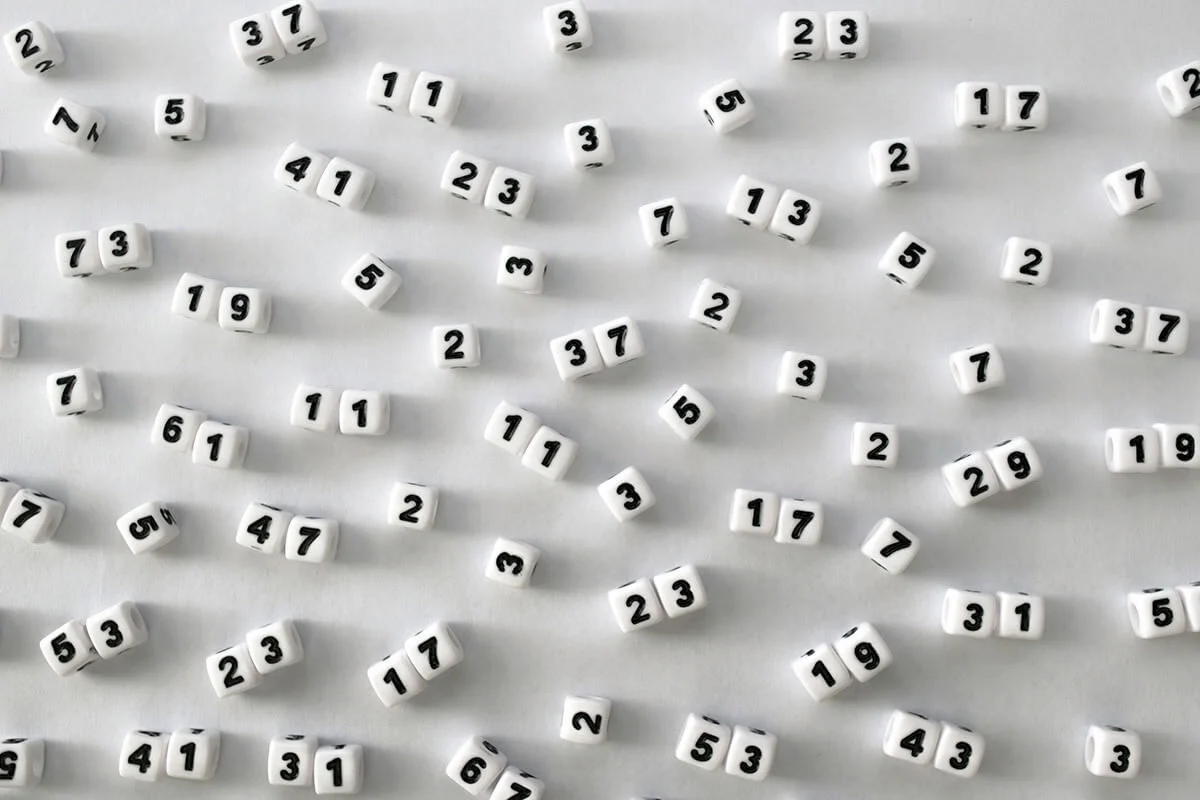 2 37 3 23
11 2
7 5 5 17
3
41 23 2 7
7 13
73 5 3 5 2
19 2
2 37 37
7 3 7
61 11 11 5 2 29 19
7 5 47 2 3 17 7
3
53 23 17 23 31 5
19
2
5 41 31 67 53 43 3